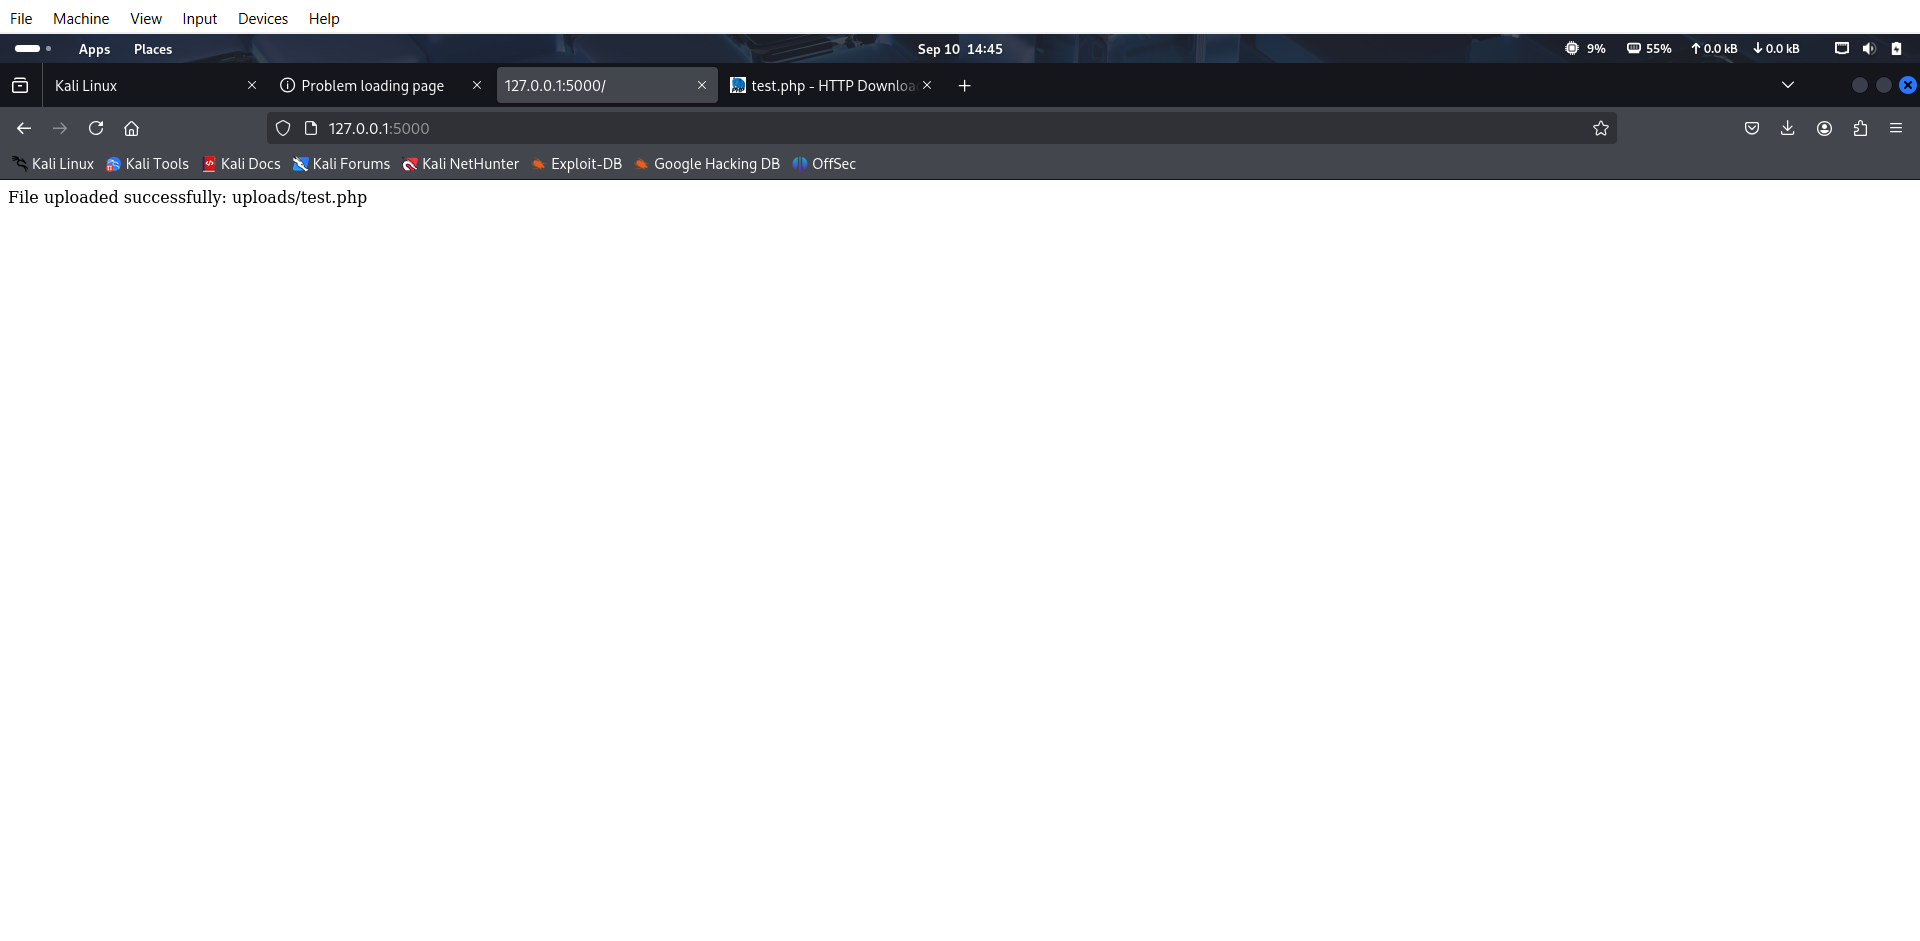 File Machine View Input Devices Help
Apps Places Sep 10 14:45 9% 55% 0.0 kB 0.0 kB
Kali Linux Problem loading page 127.0.0.1:5000/ test.php - HTTP Downloa
127.0.0.1:5000
Kali Linux Kali Tools Kali Docs Kali Forums Kali NetHunter Exploit-DB Google Hacking DB OffSec
File uploaded successfully: uploads/test.php